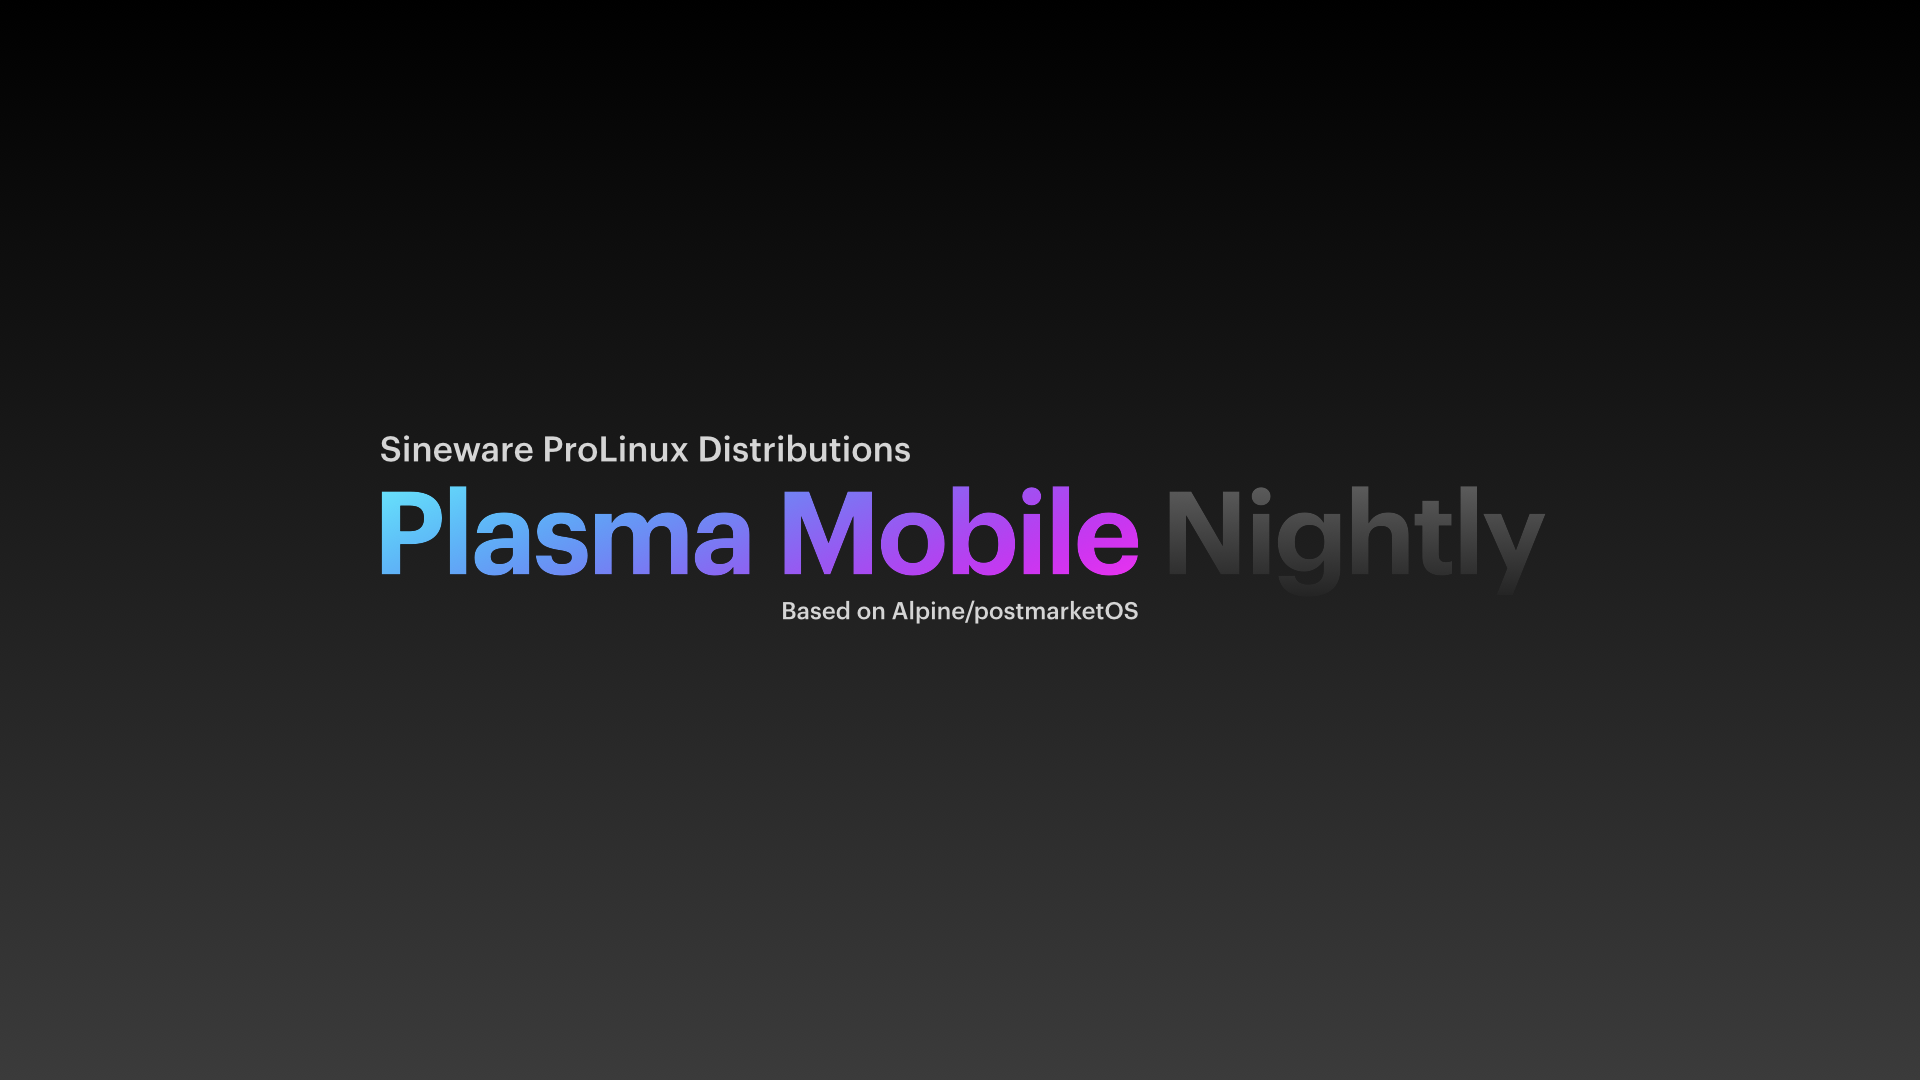 Sineware ProLinux Distributions
Plasma Mobile Nightly
Based on Alpine/postmarketOS